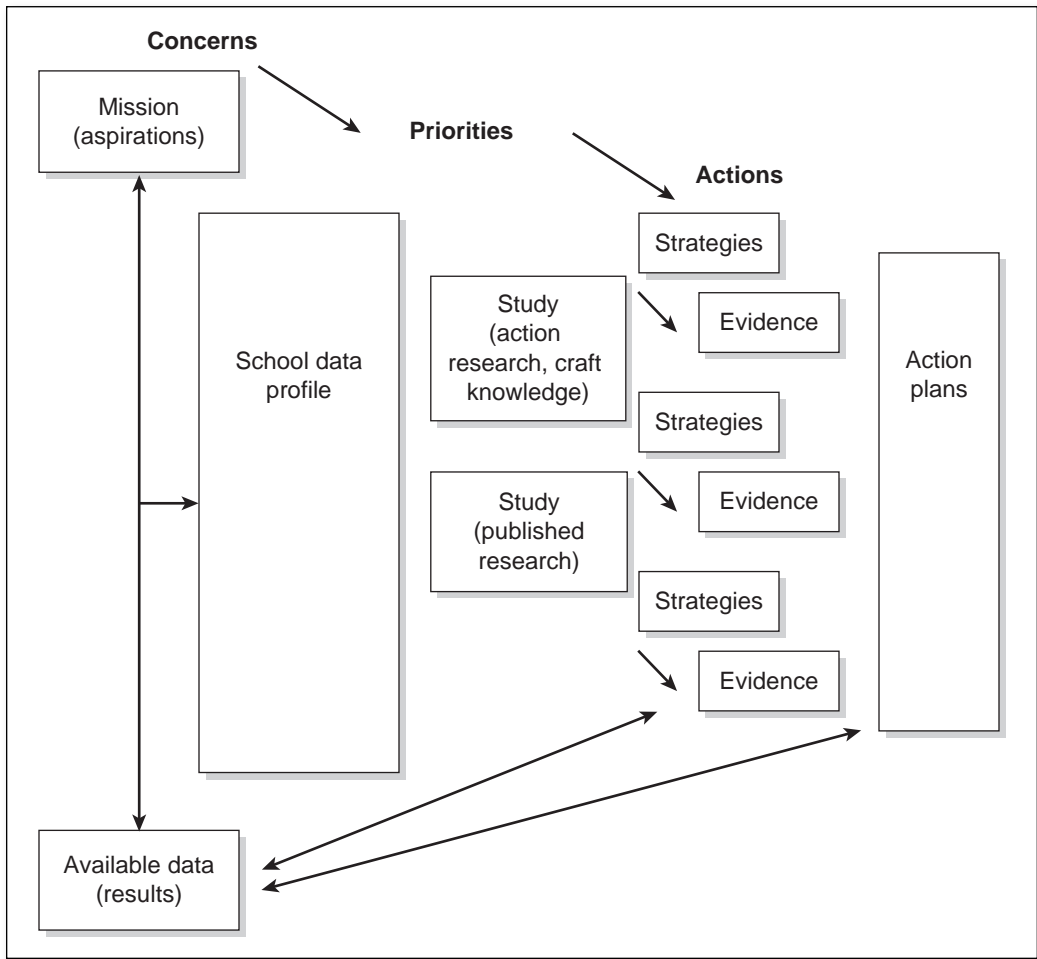 Concerns
Mission
(aspirations)
Priorities
Actions
School data
profile
Study
(action
research, craft
knowledge)
Study
(published
research)
Strategies
Evidence
Strategies
Evidence
Strategies
Evidence
Action
plans
Available data
(results)